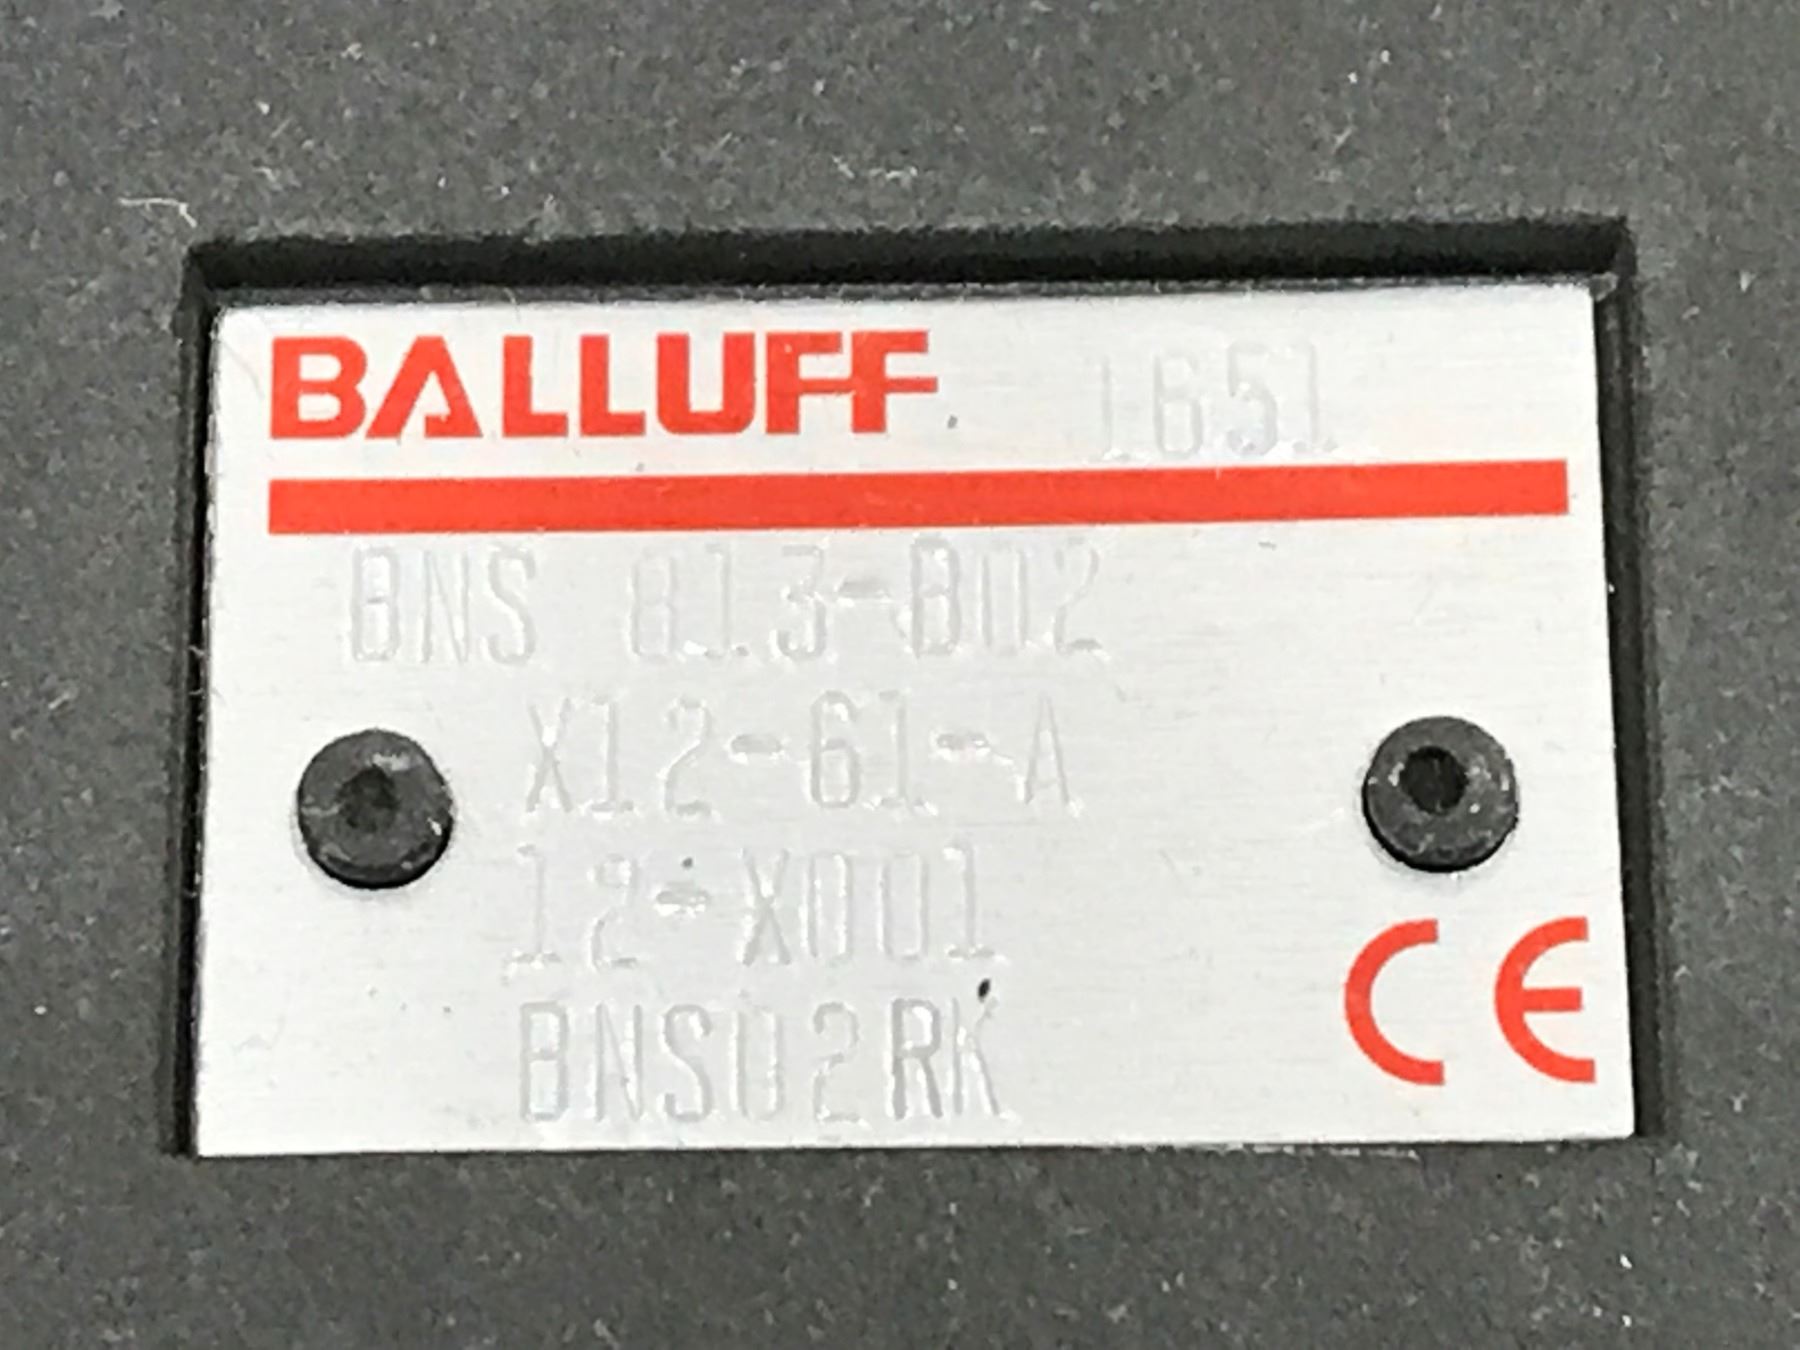 BALLUFF 1651
BNS 813-B02
X12-61-A
12-X001
BNS02RK
CE